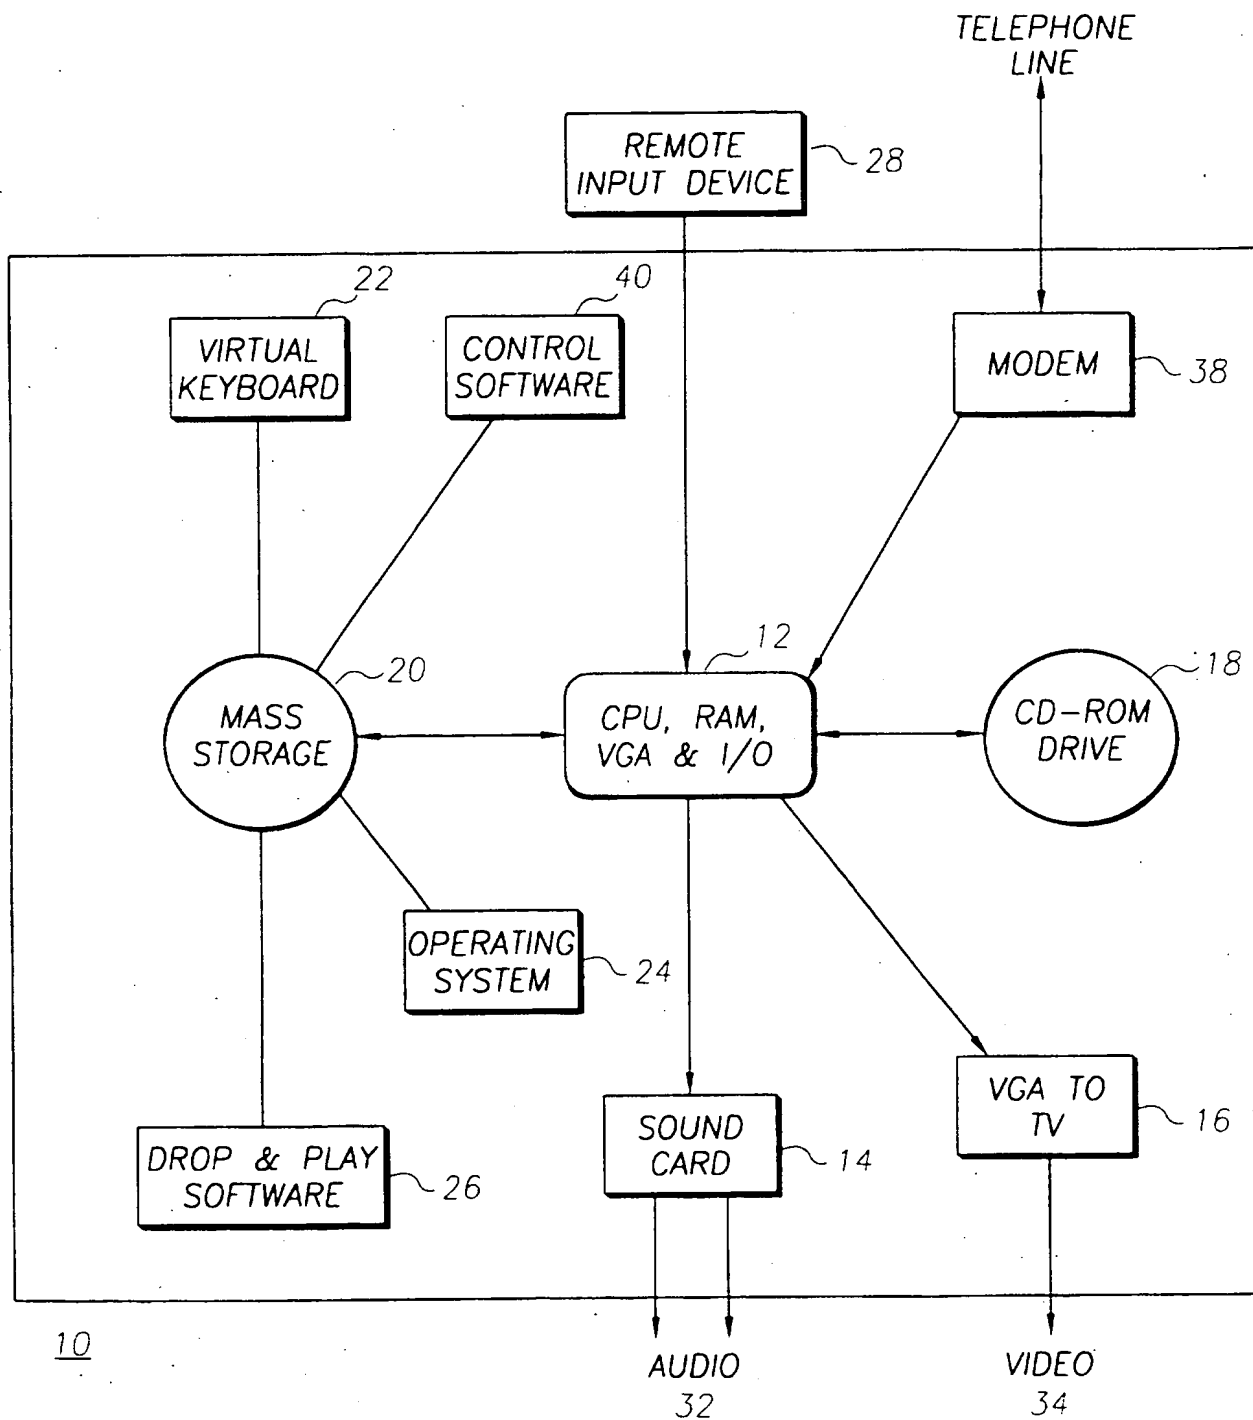 TELEPHONE
LINE
REMOTE
INPUT DEVICE
28
22
40
VIRTUAL
KEYBOARD
CONTROL
SOFTWARE
MODEM
38
12
20
18
MASS
STORAGE
CPU, RAM,
VGA & I/O
CD-ROM
DRIVE
OPERATING
SYSTEM
24
VGA TO
TV
16
SOUND
CARD
14
DROP & PLAY
SOFTWARE
26
10
AUDIO
32
VIDEO
34